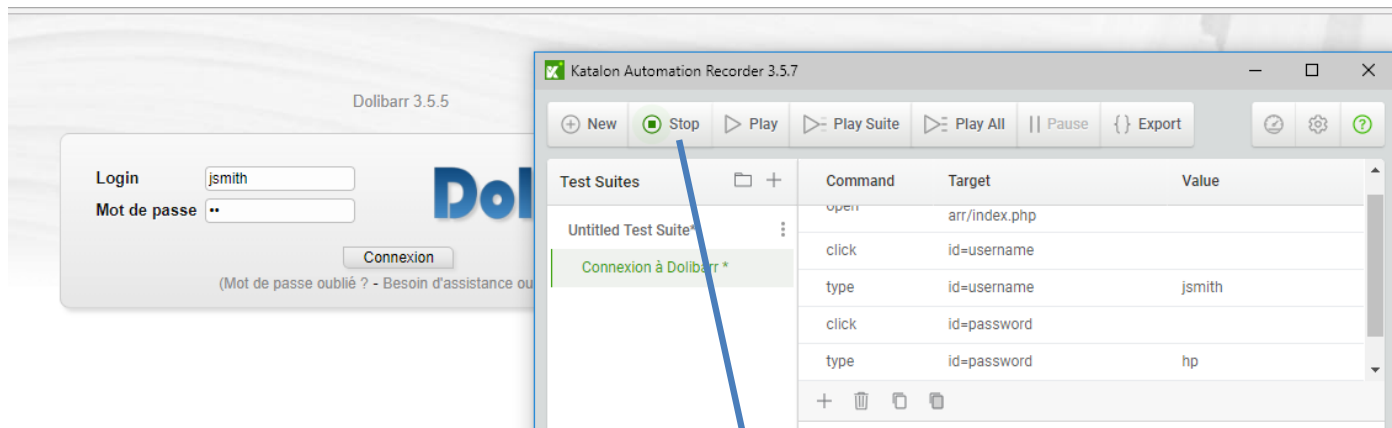 Dolibarr 3.5.5
Login jsmith
Mot de passe ••
Dol
Connexion
(Mot de passe oublié ? - Besoin d'assistance ou
Katalon Automation Recorder 3.5.7
New Stop Play Play Suite Play All Pause Export
Test Suites
Untitled Test Suite*
Connexion à Dolibarr *
Command Target Value
open arr/index.php
click id=username
type id=username jsmith
click id=password
type id=password hp